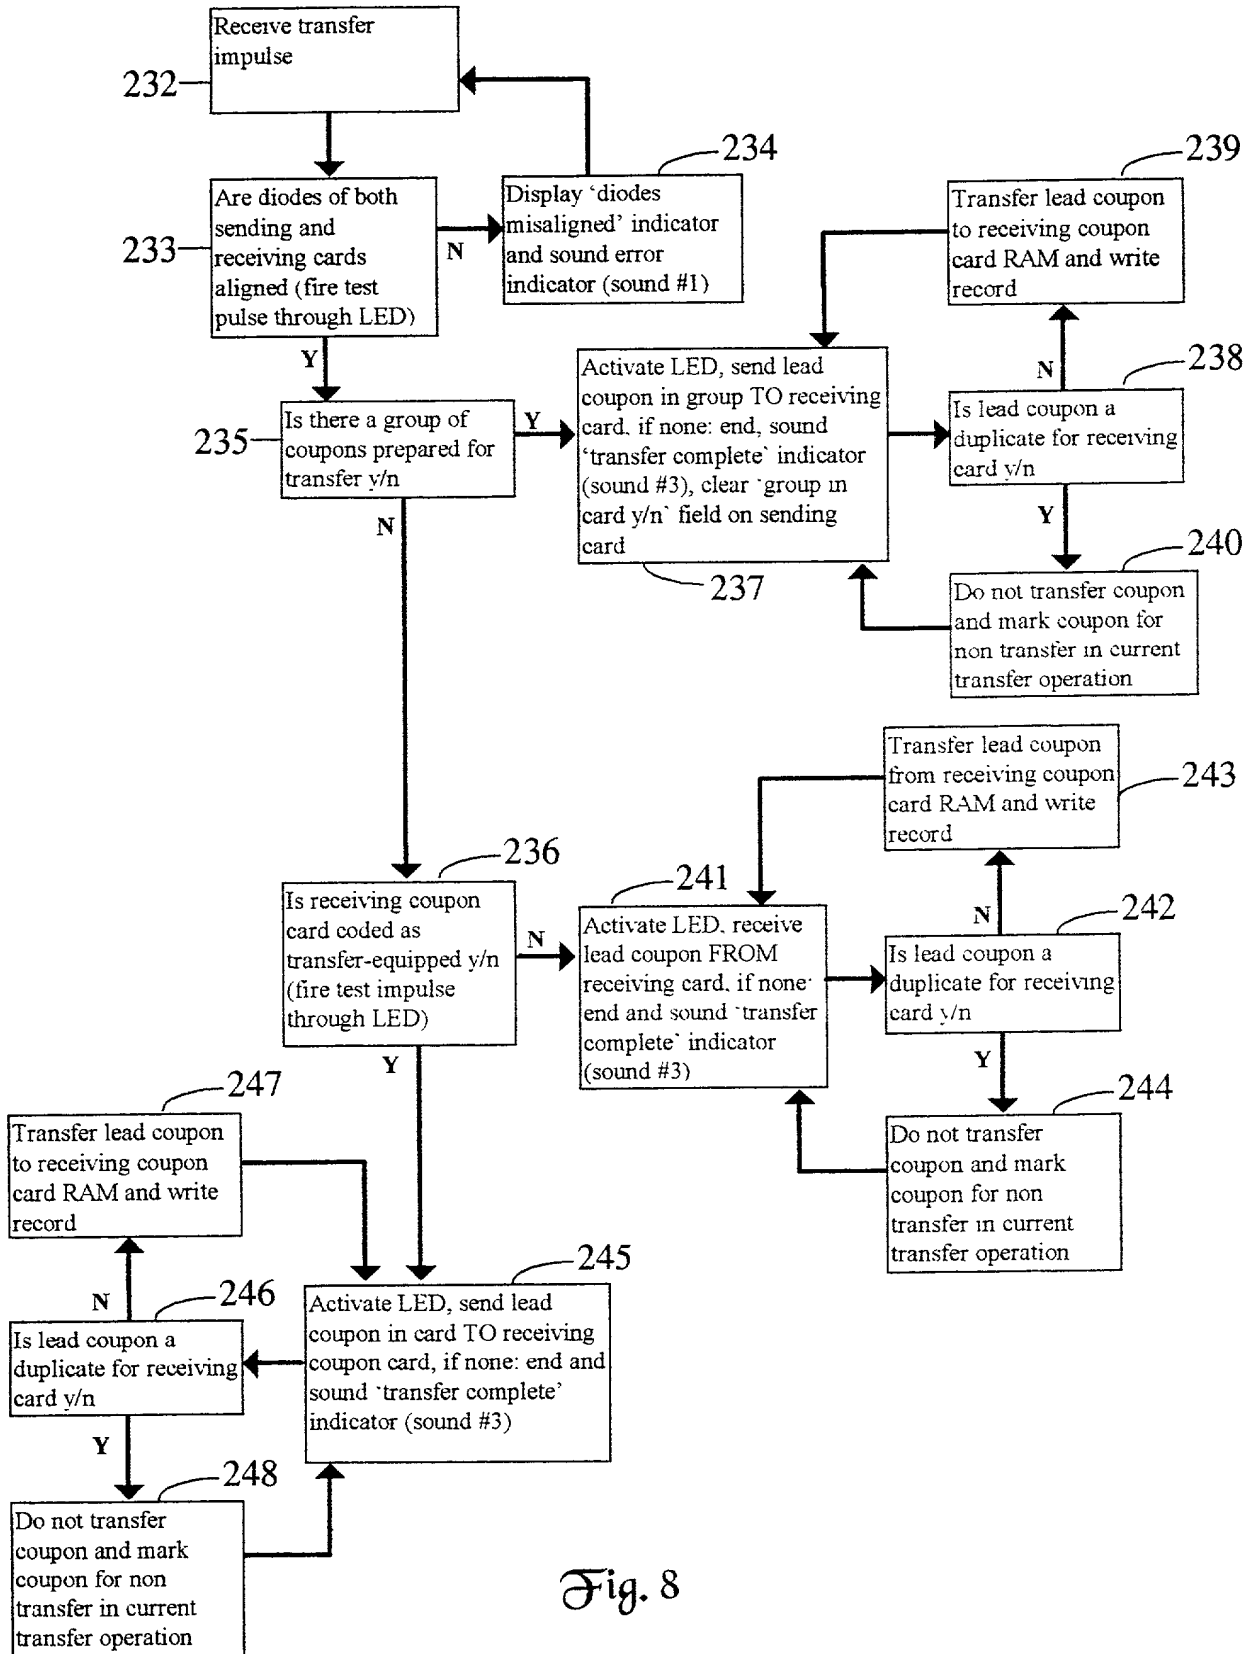 Receive transfer
impulse
232
Are diodes of both
sending and
receiving cards
aligned (fire test
pulse through LED)
233
N
Y
234
Display ‘diodes
misaligned’ indicator
and sound error
indicator (sound #1)
Is there a group of
coupons prepared for
transfer y/n
235
Y
N
Activate LED, send lead
coupon in group TO receiving
card, if none: end, sound
‘transfer complete’ indicator
(sound #3), clear ‘group in
card y/n’ field on sending
card
237
239
Transfer lead coupon
to receiving coupon
card RAM and write
record
N
238
Is lead coupon a
duplicate for receiving
card y/n
Y
240
Do not transfer coupon
and mark coupon for
non transfer in current
transfer operation
236
Is receiving coupon
card coded as
transfer-equipped y/n
(fire test impulse
through LED)
N
Y
241
Activate LED, receive
lead coupon FROM
receiving card, if none:
end and sound ‘transfer
complete’ indicator
(sound #3)
Transfer lead coupon
from receiving coupon
card RAM and write
record
243
N
242
Is lead coupon a
duplicate for receiving
card y/n
Y
244
Do not transfer
coupon and mark
coupon for non
transfer in current
transfer operation
247
Transfer lead coupon
to receiving coupon
card RAM and write
record
N
246
Is lead coupon a
duplicate for receiving
card y/n
Y
245
Activate LED, send lead
coupon in card TO receiving
coupon card, if none: end and
sound ‘transfer complete’
indicator (sound #3)
248
Do not transfer
coupon and mark
coupon for non
transfer in current
transfer operation
Fig. 8